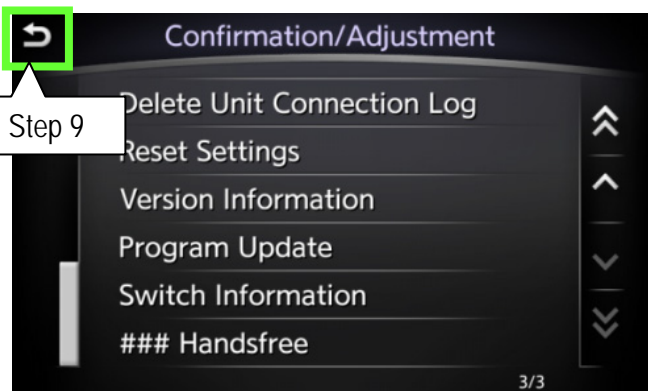 Confirmation/Adjustment
Step 9
Delete Unit Connection Log
Reset Settings
Version Information
Program Update
Switch Information
### Handsfree
3/3